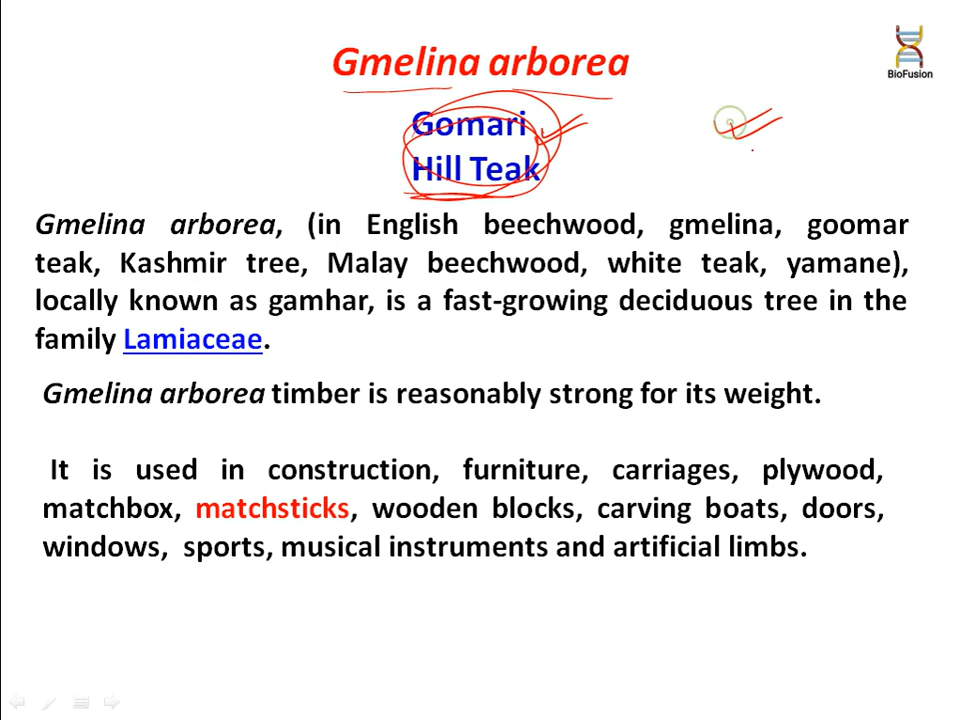 Gmelina arborea
BioFusion
Gomari
Hill Teak
Gmelina arborea, (in English beechwood, gmelina, goomar
teak, Kashmir tree, Malay beechwood, white teak, yamane),
locally known as gamhar, is a fast-growing deciduous tree in the
family Lamiaceae.
Gmelina arborea timber is reasonably strong for its weight.
It is used in construction, furniture, carriages, plywood,
matchbox, matchsticks, wooden blocks, carving boats, doors,
windows, sports, musical instruments and artificial limbs.